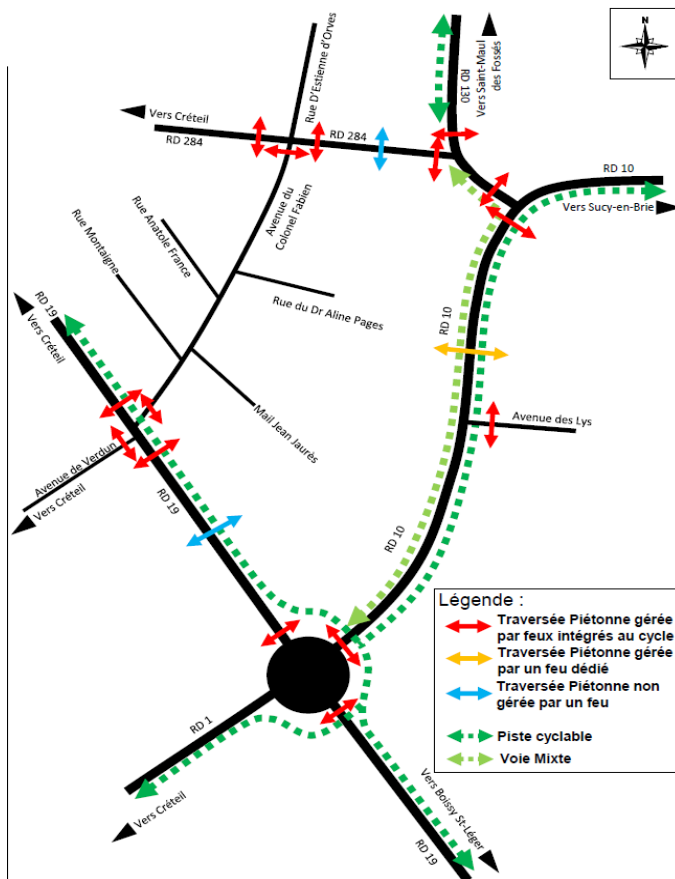 N
Rue D'Estienne d'Orves
RD 130
Vers Saint-Maul
des Fossés
Vers Créteil
RD 284
RD 284
RD 10
Vers Sucy-en-Brie
Avenue du
Colonel Fabien
Rue Anatole France
Rue Montaigne
Rue du Dr Aline Pages
RD 10
RD 19
Vers Créteil
Mail Jean Jaurès
Avenue des Lys
Avenue de Verdun
Vers Créteil
RD 19
RD 10
Légende :
Traversée Piétonne gérée
par feux intégrés au cycle
Traversée Piétonne gérée
par un feu dédié
Traversée Piétonne non
gérée par un feu
Piste cyclable
Voie Mixte
RD 1
Vers Créteil
Vers Boissy St-Léger
RD 19